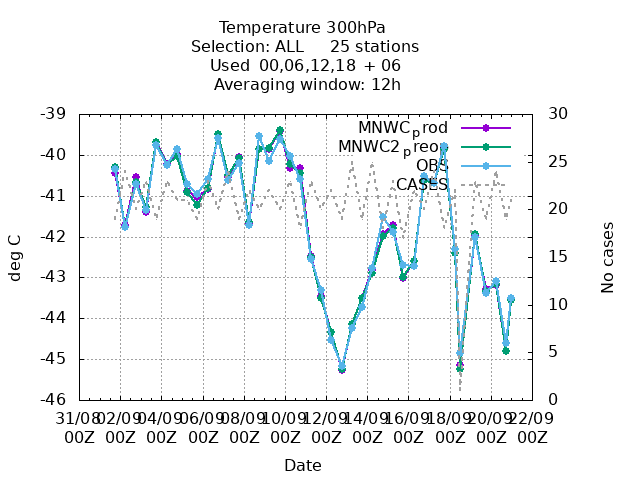 Temperature 300hPa
Selection: ALL 25 stations
Used 00,06,12,18 + 06
Averaging window: 12h
-39
-40
-41
-42
-43
-44
-45
-46
deg C
30
25
20
15
10
5
0
No cases
MNWCprod
MNWC2preop
OBS
CASES
31/08 02/09 04/09 06/09 08/09 10/09 12/09 14/09 16/09 18/09 20/09 22/09
00Z 00Z 00Z 00Z 00Z 00Z 00Z 00Z 00Z 00Z 00Z 00Z
Date